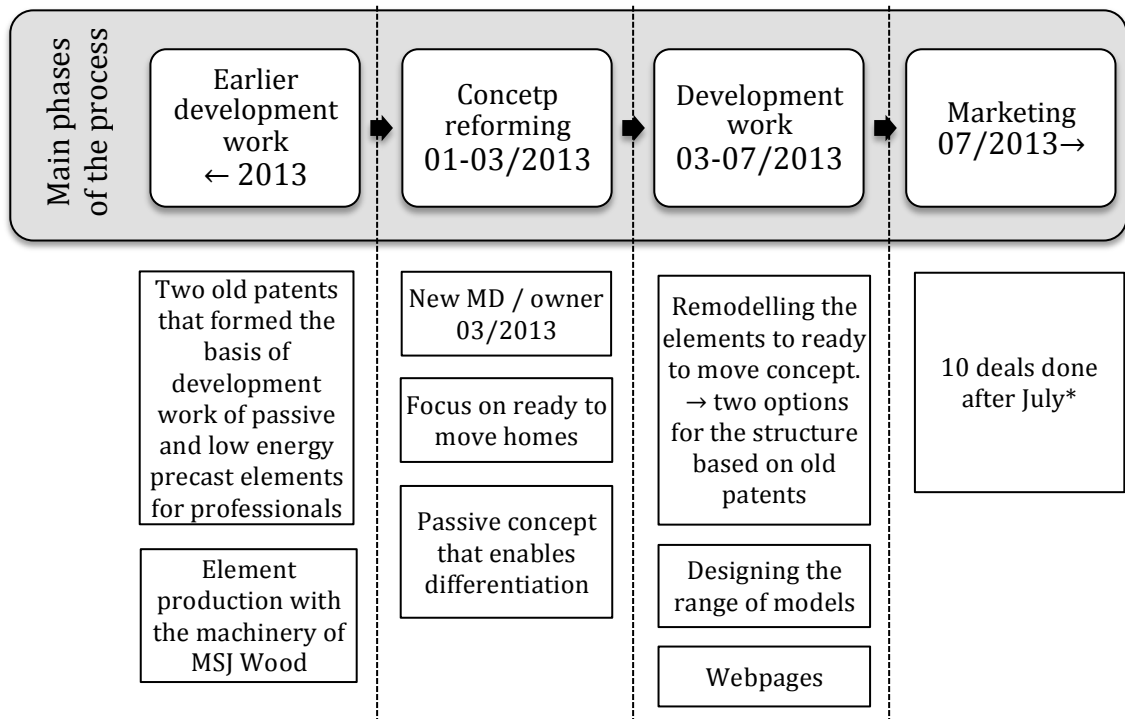 Main phases
of the process
Earlier
development
work
← 2013
Concetp
reforming
01-03/2013
Development
work
03-07/2013
Marketing
07/2013→
Two old patents
that formed the
basis of
development
work of passive
and low energy
precast elements
for professionals
Element
production with
the machinery of
MSJ Wood
New MD / owner
03/2013
Focus on ready to
move homes
Passive concept
that enables
differentiation
Remodelling the
elements to ready
to move concept.
→ two options
for the structure
based on old
patents
Designing the
range of models
Webpages
10 deals done
after July*